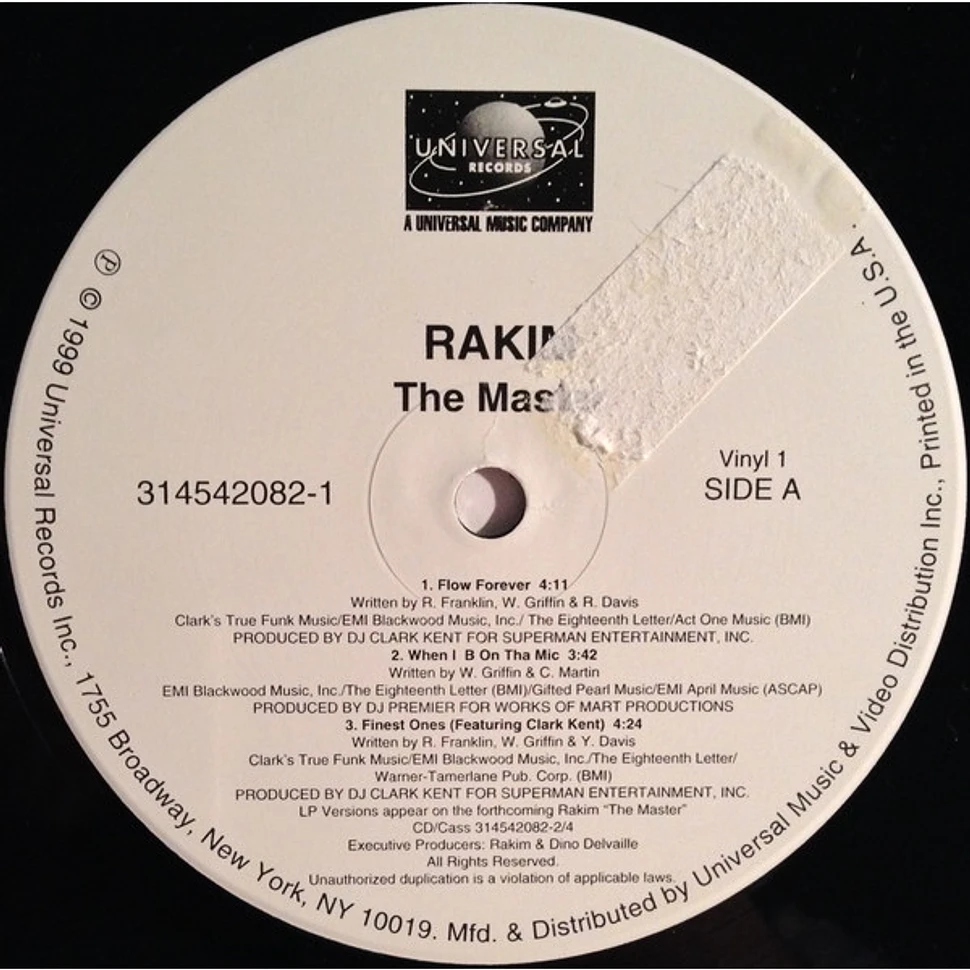 UNIVERSAL
RECORDS
A UNIVERSAL MUSIC COMPANY
RAKIM
The Master
314542082-1
Vinyl 1
SIDE A
1. Flow Forever 4:11
Written by R. Franklin, W. Griffin & R. Davis
Clark's True Funk Music/EMI Blackwood Music, Inc./ The Eighteenth Letter/Act One Music (BMI)
PRODUCED BY DJ CLARK KENT FOR SUPERMAN ENTERTAINMENT, INC.
2. When I B On Tha Mic 3:42
Written by W. Griffin & C. Martin
EMI Blackwood Music, Inc./The Eighteenth Letter (BMI)/Gifted Pearl Music/EMI April Music (ASCAP)
PRODUCED BY DJ PREMIER FOR WORKS OF MART PRODUCTIONS
3. Finest Ones (Featuring Clark Kent) 4:24
Written by R. Franklin, W. Griffin & Y. Davis
Clark's True Funk Music/EMI Blackwood Music, Inc./The Eighteenth Letter/
Warner-Tamerlane Pub. Corp. (BMI)
PRODUCED BY DJ CLARK KENT FOR SUPERMAN ENTERTAINMENT, INC.
LP Versions appear on the forthcoming Rakim "The Master"
CD/Cass 314542082-2/4
Executive Producers: Rakim & Dino Delvaille
All Rights Reserved.
Unauthorized duplication is a violation of applicable laws.
℗ © 1999 Universal Records Inc., 1755 Broadway, New York, NY 10019. Mfd. & Distributed by Universal Music & Video Distribution Inc., Printed in the U.S.A.